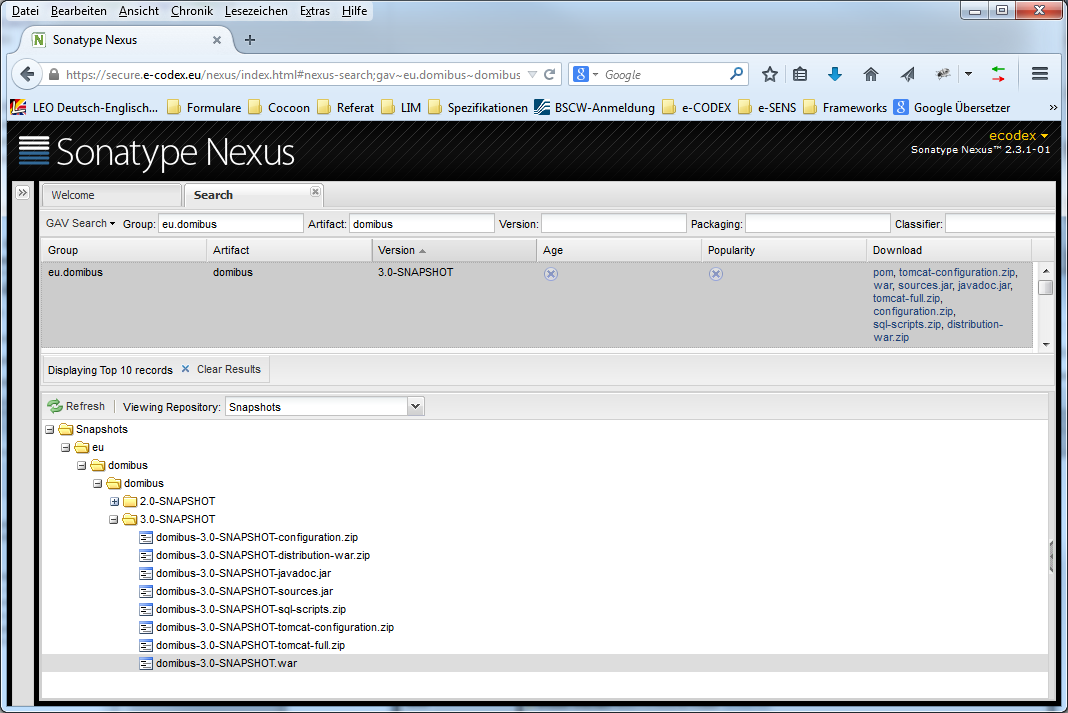 Datei Bearbeiten Ansicht Chronik Lesezeichen Extras Hilfe
N Sonatype Nexus
https://secure.e-codex.eu/nexus/index.html#nexus-search;gav~eu.domibus~domibus 8 Google
LEO Deutsch-Englisch... Formulare Cocoon Referat LIM Spezifikationen BSCW-Anmeldung e-CODEX e-SENS Frameworks 8 Google Übersetzer »
Sonatype Nexus
ecodex
Sonatype Nexus™ 2.3.1-01
Welcome Search
GAV Search Group: eu.domibus Artifact: domibus Version: Packaging: Classifier:
Group Artifact Version Age Popularity Download
eu.domibus domibus 3.0-SNAPSHOT pom, tomcat-configuration.zip,
war, sources.jar, javadoc.jar,
tomcat-full.zip,
configuration.zip,
sql-scripts.zip, distribution-
war.zip
Displaying Top 10 records Clear Results
Refresh Viewing Repository: Snapshots
Snapshots
eu
domibus
domibus
2.0-SNAPSHOT
3.0-SNAPSHOT
domibus-3.0-SNAPSHOT-configuration.zip
domibus-3.0-SNAPSHOT-distribution-war.zip
domibus-3.0-SNAPSHOT-javadoc.jar
domibus-3.0-SNAPSHOT-sources.jar
domibus-3.0-SNAPSHOT-sql-scripts.zip
domibus-3.0-SNAPSHOT-tomcat-configuration.zip
domibus-3.0-SNAPSHOT-tomcat-full.zip
domibus-3.0-SNAPSHOT.war